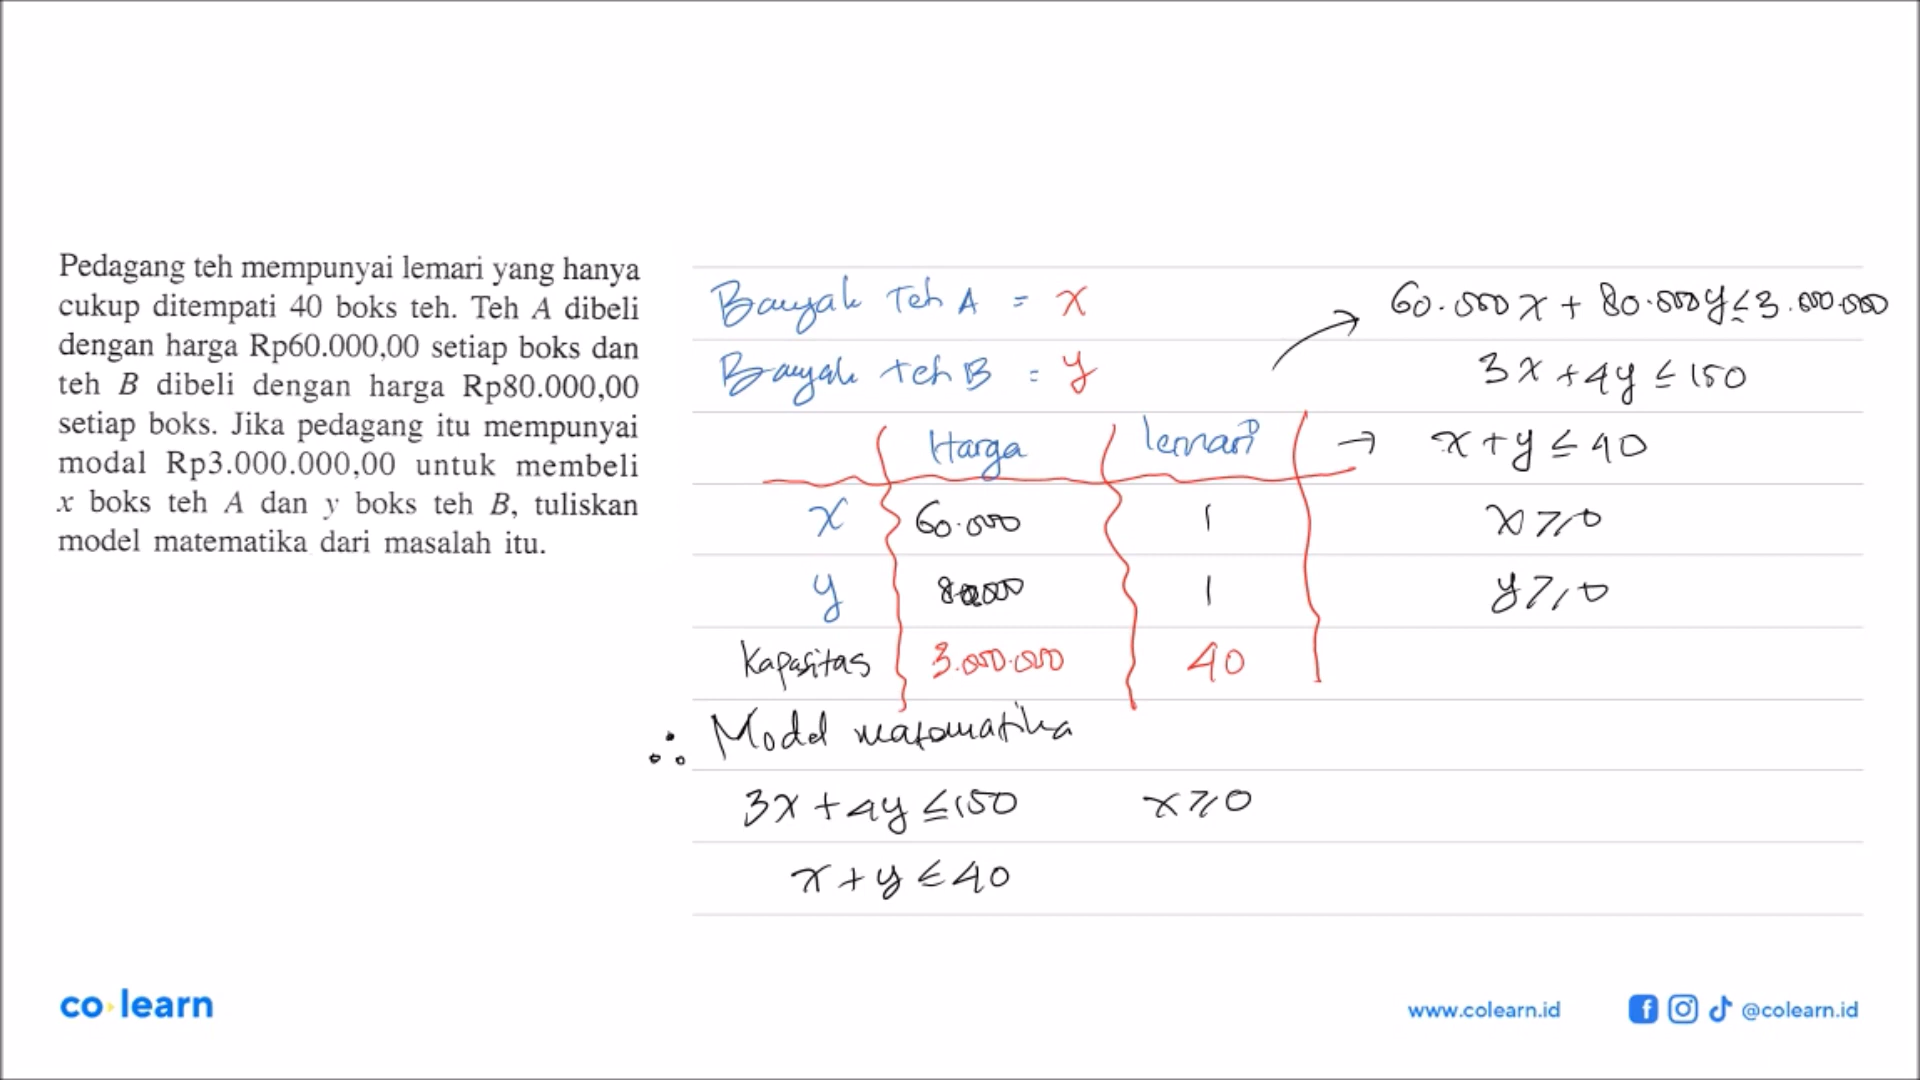 Pedagang teh mempunyai lemari yang hanya
cukup ditempati 40 boks teh. Teh A dibeli
dengan harga Rp60.000,00 setiap boks dan
teh B dibeli dengan harga Rp80.000,00
setiap boks. Jika pedagang itu mempunyai
modal Rp3.000.000,00 untuk membeli
x boks teh A dan y boks teh B, tuliskan
model matematika dari masalah itu.
Banyak Teh A = x
Banyak teh B = y
Harga lemari
x 60.000 1
y 80.000 1
Kapasitas 3.000.000 40
→ 60.000x + 80.000y ≤ 3.000.000
3x + 4y ≤ 150
→ x + y ≤ 40
x ≥ 0
y ≥ 0
∴ Model matematika
3x + 4y ≤ 150 x ≥ 0
x + y ≤ 40
co learn
www.colearn.id
@colearn.id